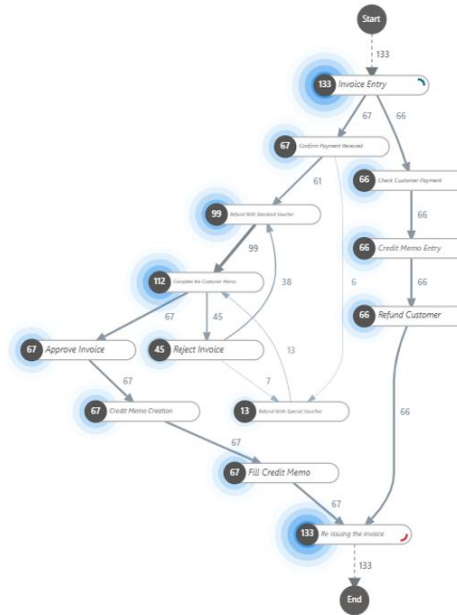 Start
133
133 Invoice Entry
67 66
67 Confirm Payment Received
66 Check Customer Payment
61
66
99 Refund With Standard Voucher
66 Credit Memo Entry
99
66
112 Complete the Customer Memo
38
6
67 45
13
66 Refund Customer
67 Approve Invoice
45 Reject Invoice
67
7
66
67 Credit Memo Creation
13 Refund With Special Voucher
67
67 Fill Credit Memo
67
133 Re-issuing the invoice
133
End